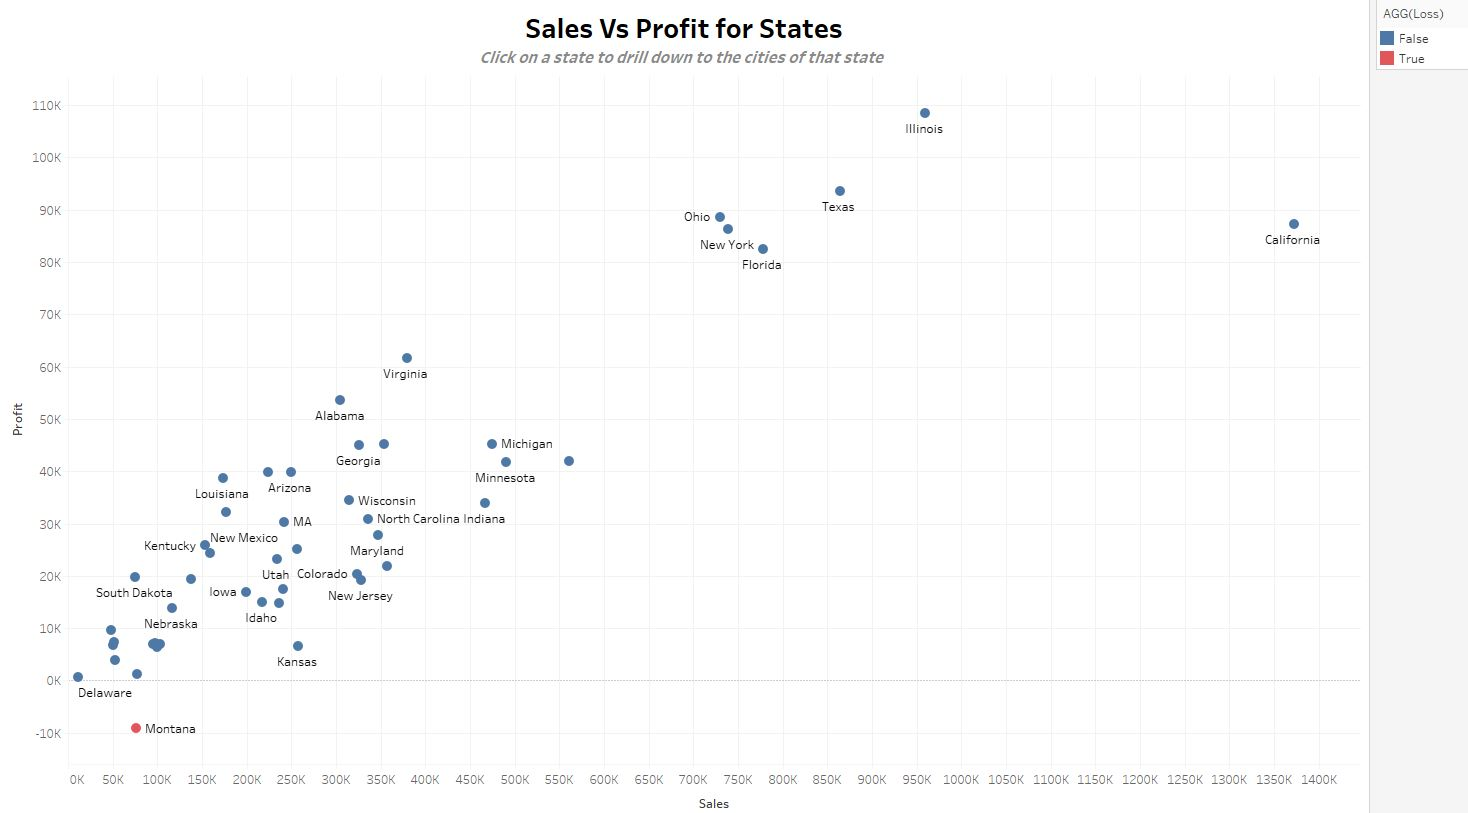 Sales Vs Profit for States
Click on a state to drill down to the cities of that state
AGG(Loss)
False
True
110K
100K
90K
80K
70K
60K
50K
40K
30K
20K
10K
0K
-10K
Profit
Illinois
Texas
Ohio
New York
Florida
California
Virginia
Alabama
Michigan
Georgia
Minnesota
Arizona
Louisiana
Wisconsin
North Carolina Indiana
MA
New Mexico
Kentucky
Maryland
Utah
Colorado
South Dakota
Iowa
New Jersey
Idaho
Nebraska
Kansas
Delaware
Montana
0K 50K 100K 150K 200K 250K 300K 350K 400K 450K 500K 550K 600K 650K 700K 750K 800K 850K 900K 950K 1000K 1050K 1100K 1150K 1200K 1250K 1300K 1350K 1400K
Sales